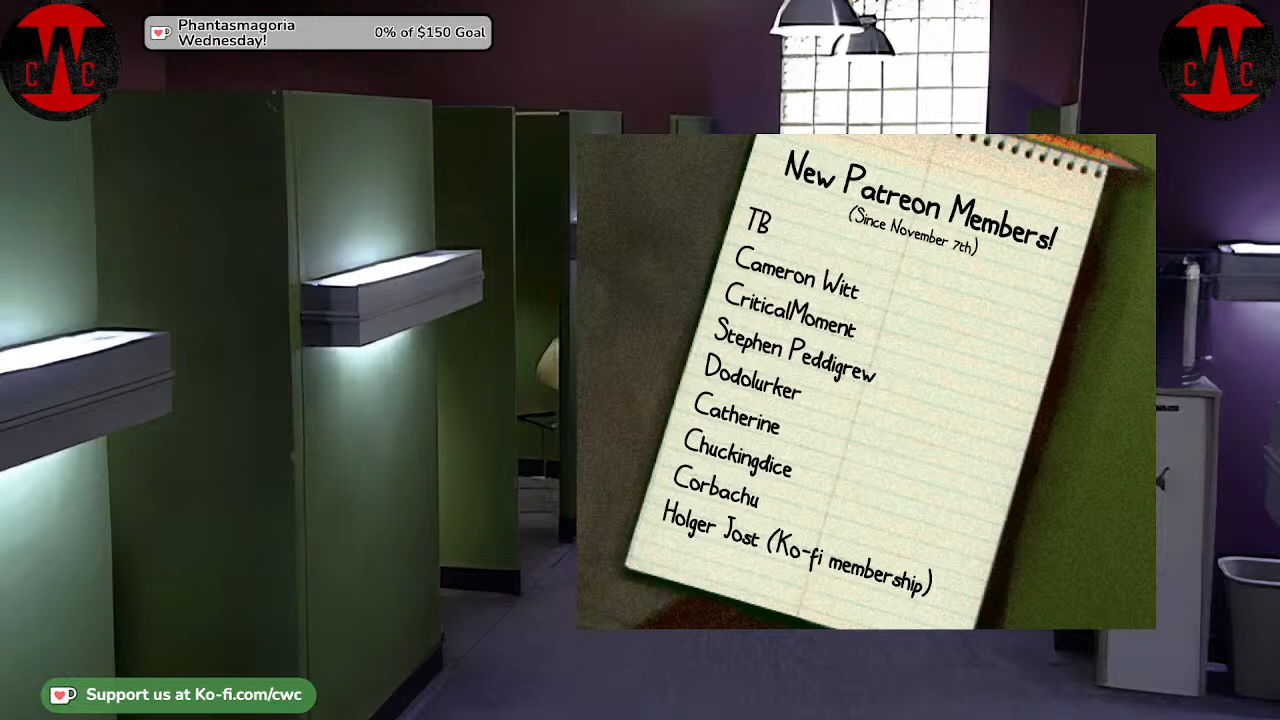 Phantasmagoria
Wednesday!
0% of $150 Goal
W
C C
W
C C
New Patreon Members!
(Since November 7th)
TB
Cameron Witt
CriticalMoment
Stephen Peddigrew
Dodolurker
Catherine
Chuckingdice
Corbachu
Holger Jost (Ko-fi membership)
Support us at Ko-fi.com/cwc